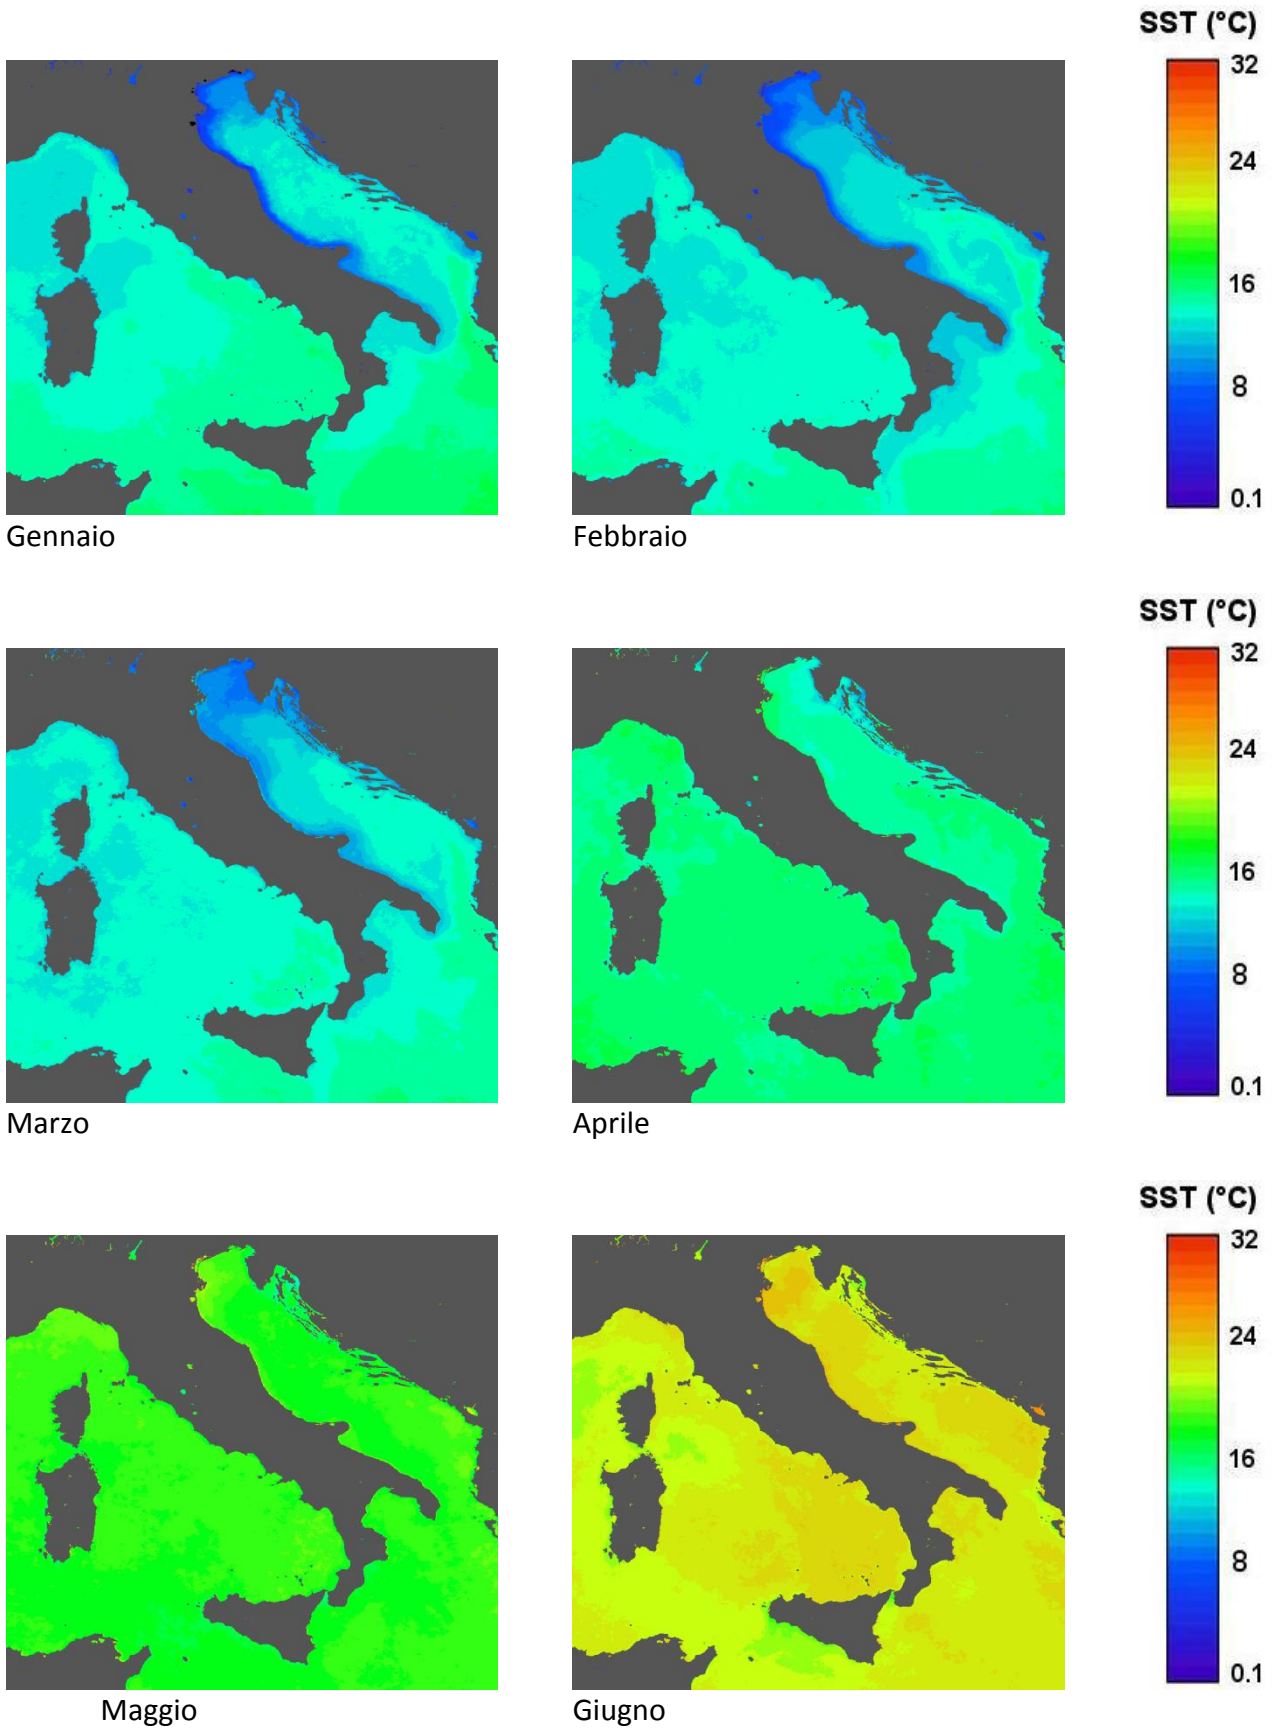 SST (°C)
32
24
16
8
0.1
Gennaio
Febbraio
SST (°C)
32
24
16
8
0.1
Marzo
Aprile
SST (°C)
32
24
16
8
0.1
Maggio
Giugno